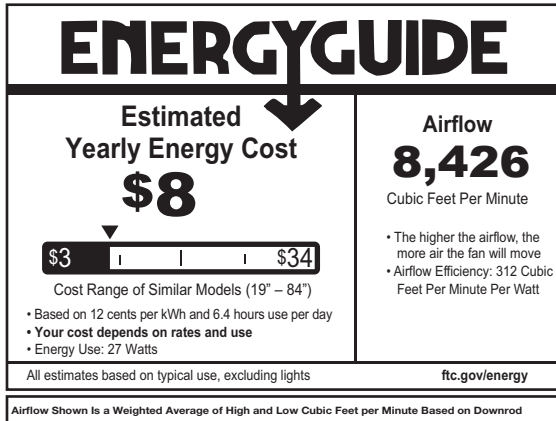 ENERGYGUIDE
Estimated
Yearly Energy Cost
$8
$3
$34
Cost Range of Similar Models (19” – 84”)
• Based on 12 cents per kWh and 6.4 hours use per day
• Your cost depends on rates and use
• Energy Use: 27 Watts
Airflow
8,426
Cubic Feet Per Minute
• The higher the airflow, the
more air the fan will move
• Airflow Efficiency: 312 Cubic
Feet Per Minute Per Watt
All estimates based on typical use, excluding lights
ftc.gov/energy
Airflow Shown Is a Weighted Average of High and Low Cubic Feet per Minute Based on Downrod